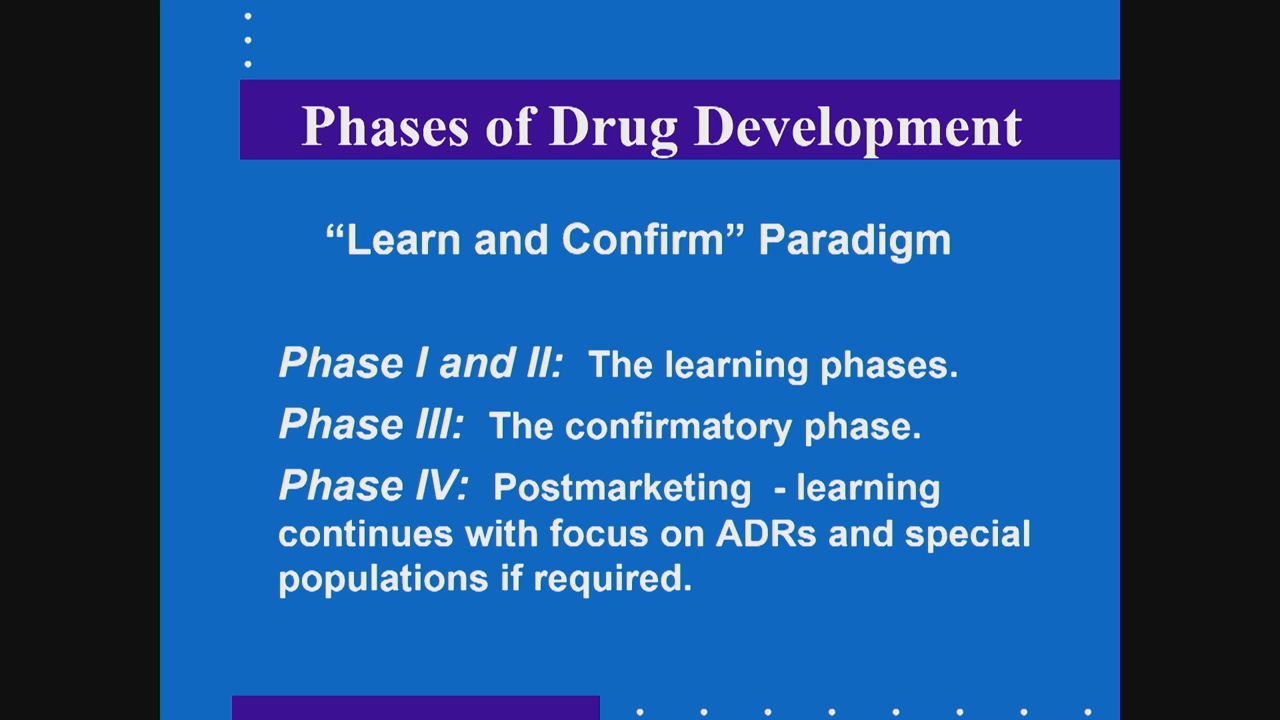 Phases of Drug Development
“Learn and Confirm” Paradigm
Phase I and II: The learning phases.
Phase III: The confirmatory phase.
Phase IV: Postmarketing - learning
continues with focus on ADRs and special
populations if required.